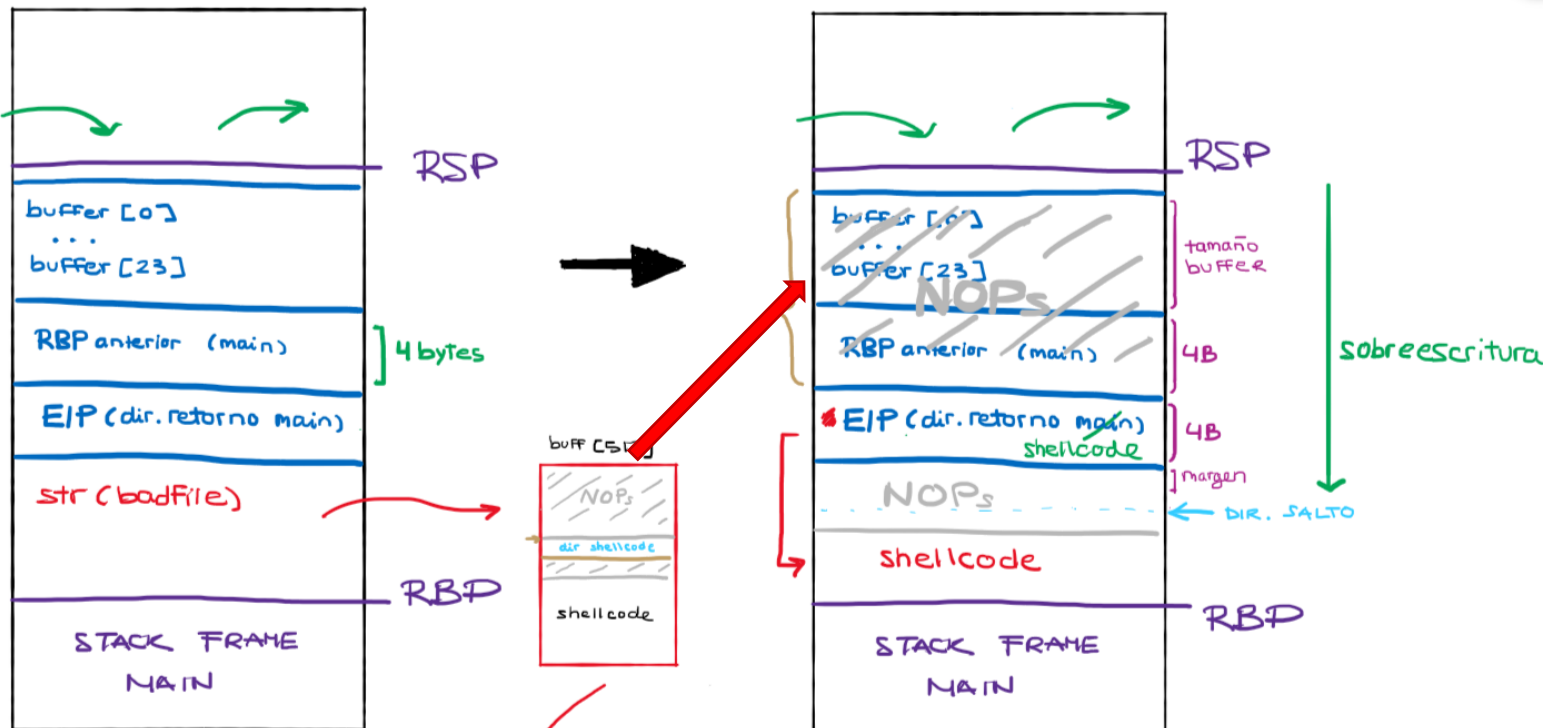 RSP
buffer [0]
...
buffer [23]
RBP anterior (main)
4 bytes
EIP (dir. retorno main)
str (badfile)
RBP
STACK FRAME
MAIN
NOPs
dir shellcode
shellcode
RSP
buffer [0]
...
buffer [23]
NOPs
tamaño
buffer
RBP anterior (main)
4B
sobreescritura
EIP (dir. retorno main)
shellcode
4B
margen
NOPs
DIR. SALTO
shellcode
RBP
STACK FRAME
MAIN